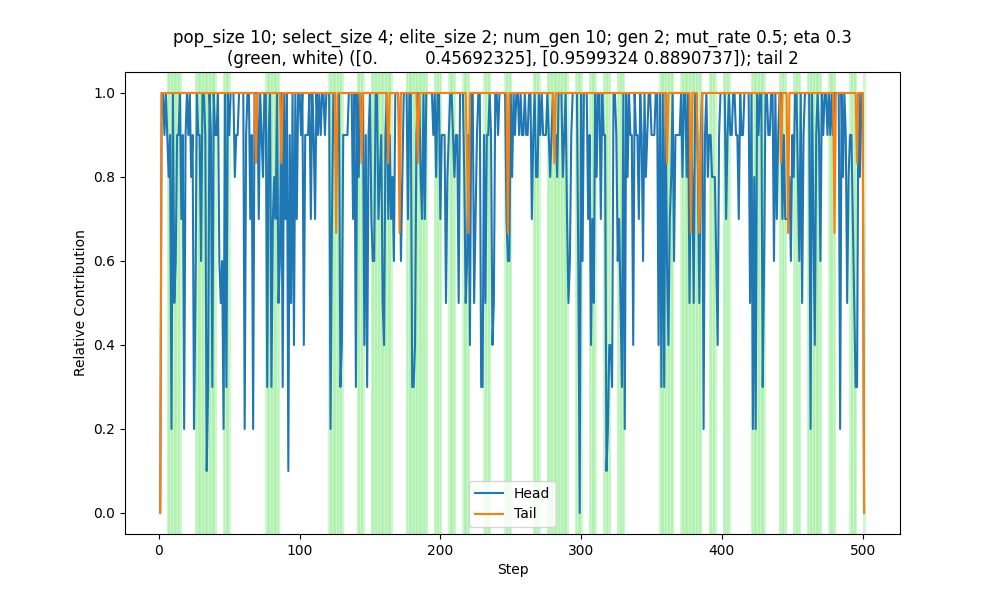 pop_size 10; select_size 4; elite_size 2; num_gen 10; gen 2; mut_rate 0.5; eta 0.3
(green, white) ([0.         0.45692325], [0.9599324 0.8890737]); tail 2
1.0
0.8
0.6
0.4
0.2
0.0
Relative Contribution
Head
Tail
0
100
200
300
400
500
Step